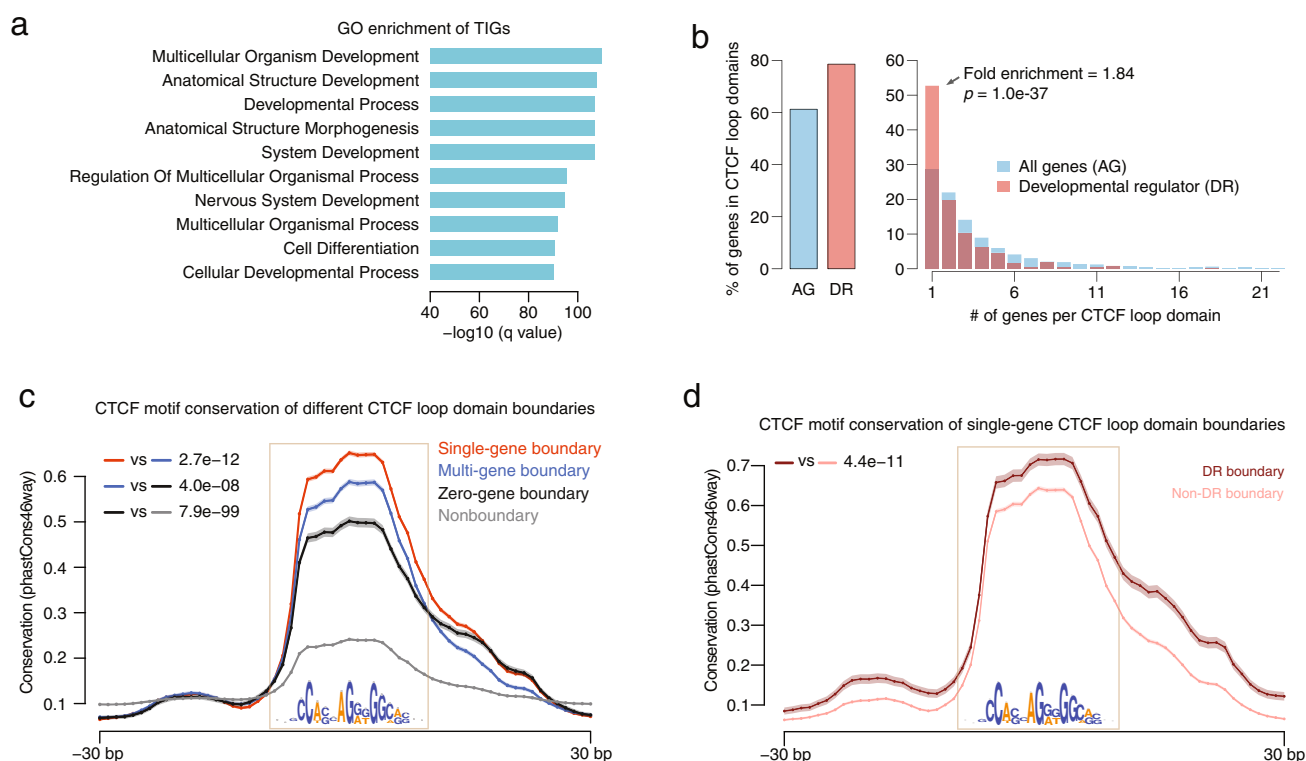 a
GO enrichment of TIGs
Multicellular Organism Development
Anatomical Structure Development
Developmental Process
Anatomical Structure Morphogenesis
System Development
Regulation Of Multicellular Organismal Process
Nervous System Development
Multicellular Organismal Process
Cell Differentiation
Cellular Developmental Process
40 60 80 100
−log10 (q value)
b
% of genes in CTCF loop domains
80
60
40
20
0
AG DR
60
50
40
30
20
10
0
Fold enrichment = 1.84
p = 1.0e-37
All genes (AG)
Developmental regulator (DR)
1 6 11 16 21
# of genes per CTCF loop domain
c
CTCF motif conservation of different CTCF loop domain boundaries
vs 2.7e−12
vs 4.0e−08
vs 7.9e−99
Single-gene boundary
Multi-gene boundary
Zero-gene boundary
Nonboundary
Conservation (phastCons46way)
0.6
0.5
0.4
0.3
0.2
0.1
−30 bp 30 bp
d
CTCF motif conservation of single-gene CTCF loop domain boundaries
vs 4.4e−11
DR boundary
Non-DR boundary
Conservation (phastCons46way)
0.7
0.6
0.5
0.4
0.3
0.2
0.1
−30 bp 30 bp